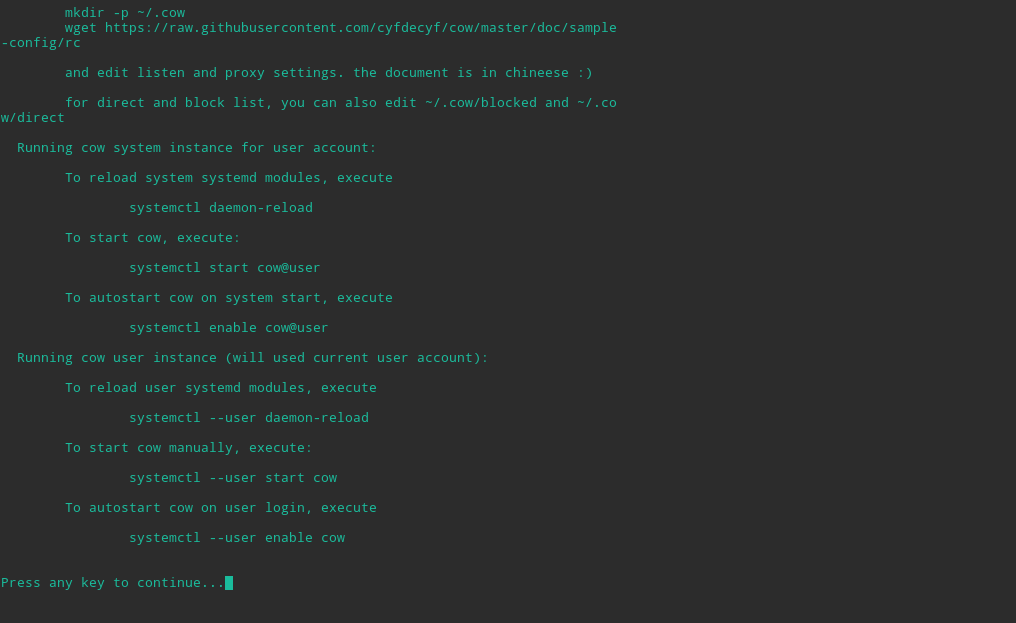 mkdir -p ~/.cow
wget https://raw.githubusercontent.com/cyfdecyf/cow/master/doc/sample
-config/rc
and edit listen and proxy settings. the document is in chineese :)
for direct and block list, you can also edit ~/.cow/blocked and ~/.co
w/direct
Running cow system instance for user account:
To reload system systemd modules, execute
systemctl daemon-reload
To start cow, execute:
systemctl start cow@user
To autostart cow on system start, execute
systemctl enable cow@user
Running cow user instance (will used current user account):
To reload user systemd modules, execute
systemctl --user daemon-reload
To start cow manually, execute:
systemctl --user start cow
To autostart cow on user login, execute
systemctl --user enable cow
Press any key to continue...